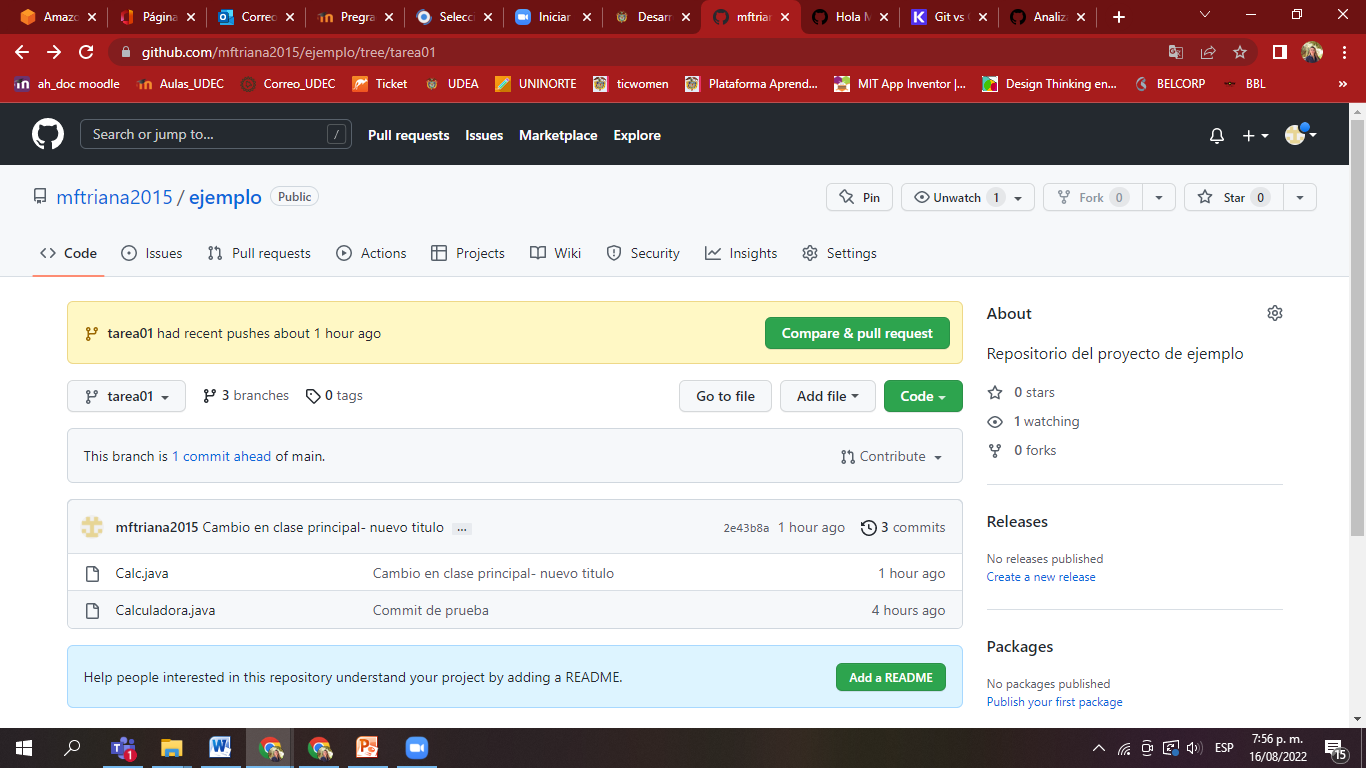 Amazo
Página
Correo
Pregra
Selecci
Iniciar
Desarr
mftrian
Hola M
Git vs
Analiza
github.com/mftriana2015/ejemplo/tree/tarea01
ah_doc moodle
Aulas_UDEC
Correo_UDEC
Ticket
UDEA
UNINORTE
ticwomen
Plataforma Aprend...
MIT App Inventor |...
Design Thinking en...
BELCORP
BBL
»
Search or jump to...
/
Pull requests
Issues
Marketplace
Explore
mftriana2015 / ejemplo
Public
Pin
Unwatch 1
Fork 0
Star 0
Code
Issues
Pull requests
Actions
Projects
Wiki
Security
Insights
Settings
tarea01 had recent pushes about 1 hour ago
Compare & pull request
tarea01
3 branches
0 tags
Go to file
Add file
Code
This branch is 1 commit ahead of main.
Contribute
mftriana2015 Cambio en clase principal- nuevo titulo ...
2e43b8a 1 hour ago
3 commits
Calc.java
Cambio en clase principal- nuevo titulo
1 hour ago
Calculadora.java
Commit de prueba
4 hours ago
Help people interested in this repository understand your project by adding a README.
Add a README
About
Repositorio del proyecto de ejemplo
0 stars
1 watching
0 forks
Releases
No releases published
Create a new release
Packages
No packages published
Publish your first package
1
ESP
7:56 p. m.
16/08/2022
15